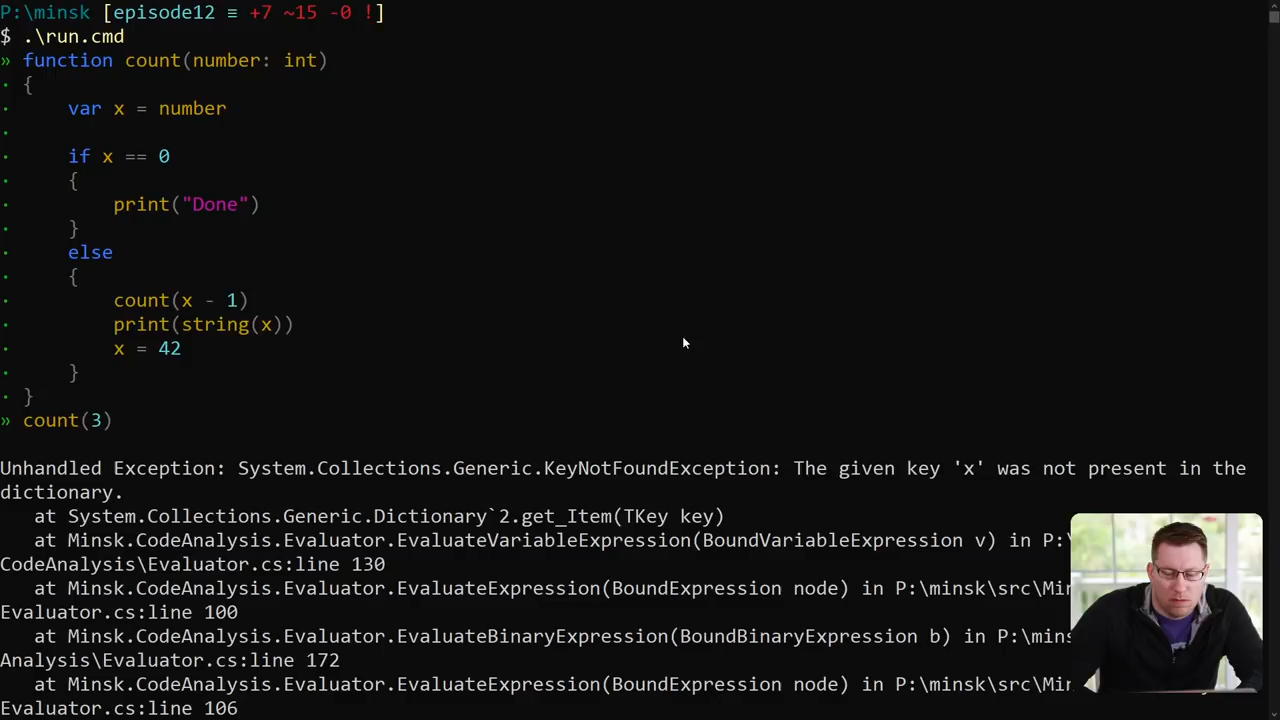 P:\minsk [episode12 ≡ +7 ~15 -0 !]
$ .\run.cmd
» function count(number: int)
· {
·     var x = number
·
·     if x == 0
·     {
·         print("Done")
·     }
·     else
·     {
·         count(x - 1)
·         print(string(x))
·         x = 42
·     }
· }
» count(3)
Unhandled Exception: System.Collections.Generic.KeyNotFoundException: The given key 'x' was not present in the
dictionary.
   at System.Collections.Generic.Dictionary`2.get_Item(TKey key)
   at Minsk.CodeAnalysis.Evaluator.EvaluateVariableExpression(BoundVariableExpression v) in P:\
CodeAnalysis\Evaluator.cs:line 130
   at Minsk.CodeAnalysis.Evaluator.EvaluateExpression(BoundExpression node) in P:\minsk\src\Min
Evaluator.cs:line 100
   at Minsk.CodeAnalysis.Evaluator.EvaluateBinaryExpression(BoundBinaryExpression b) in P:\mins
Analysis\Evaluator.cs:line 172
   at Minsk.CodeAnalysis.Evaluator.EvaluateExpression(BoundExpression node) in P:\minsk\src\Min
Evaluator.cs:line 106